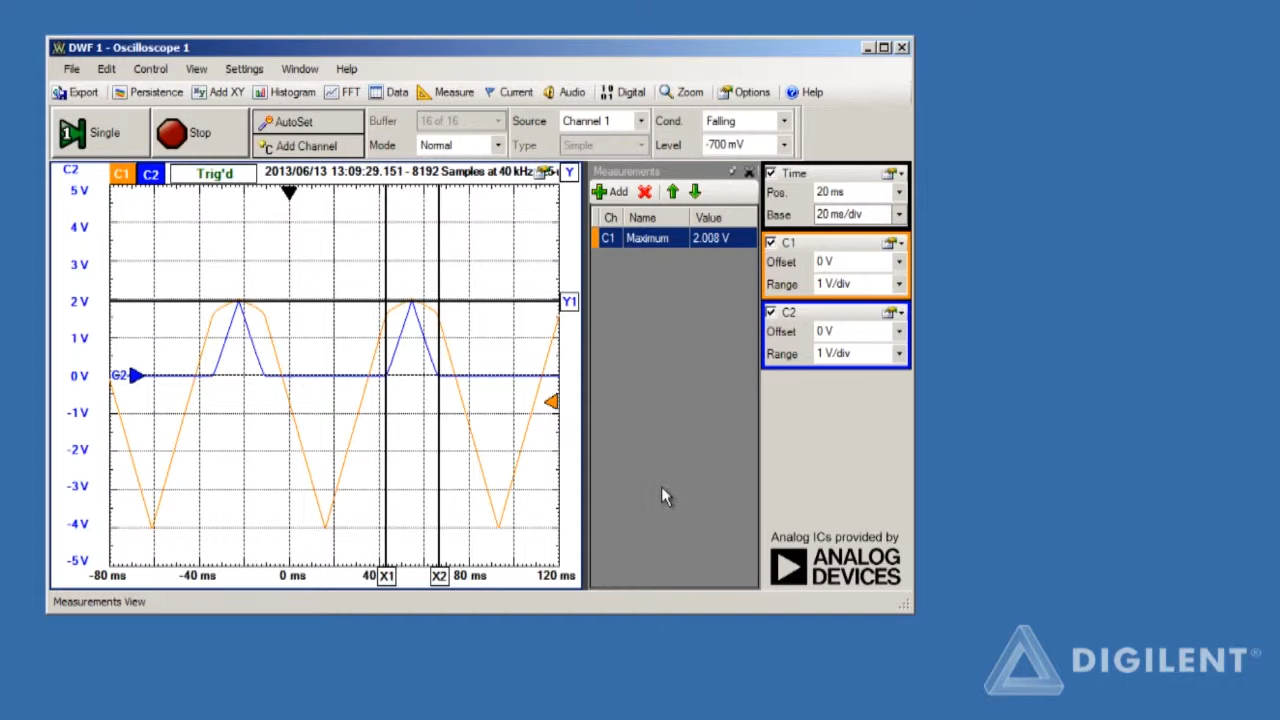 DWF 1 - Oscilloscope 1
File Edit Control View Settings Window Help
Export Persistence Add XY Histogram FFT Data Measure Current Audio Digital Zoom Options Help
Single Stop AutoSet Buffer 16 of 16 Source Channel 1 Cond. Falling
Add Channel Mode Normal Type Simple Level -700 mV
C2 C1 C2 Trig'd 2013/06/13 13:09:29.151 - 8192 Samples at 40 kHz Y
5 V
4 V
3 V
2 V
1 V
0 V
-1 V
-2 V
-3 V
-4 V
-5 V
Y1
C2
-80 ms -40 ms 0 ms 40 X1 X2 80 ms 120 ms
Measurements
Add
Ch Name Value
C1 Maximum 2.008 V
Time
Pos. 20 ms
Base 20 ms/div
C1
Offset 0 V
Range 1 V/div
C2
Offset 0 V
Range 1 V/div
Analog ICs provided by
ANALOG
DEVICES
Measurements View
DIGILENT®